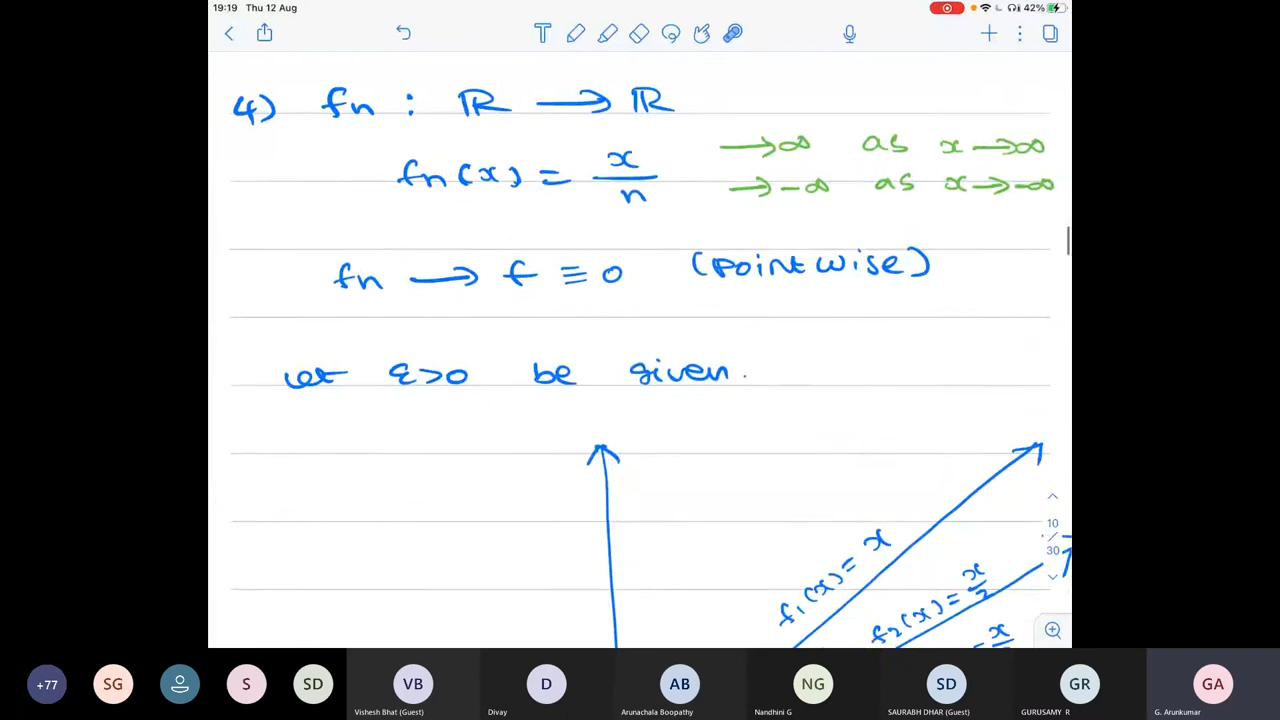 19:19 Thu 12 Aug
42%
4) fn : ℝ ⟶ ℝ
fn(x) = x/n
→∞ as x→∞
→-∞ as x→-∞
fn ⟶ f ≡ 0 (pointwise)
Let ε>0 be given.
f1(x) = x
f2(x) = x/2
= x
10
/
30
+77
SG
S
SD
VB
D
AB
NG
SD
GR
GA
Vishesh Bhat (Guest)
Divay
Arunachala Boopathy
Nandhini G
SAURABH DHAR (Guest)
GURUSAMY R
G. Arunkumar